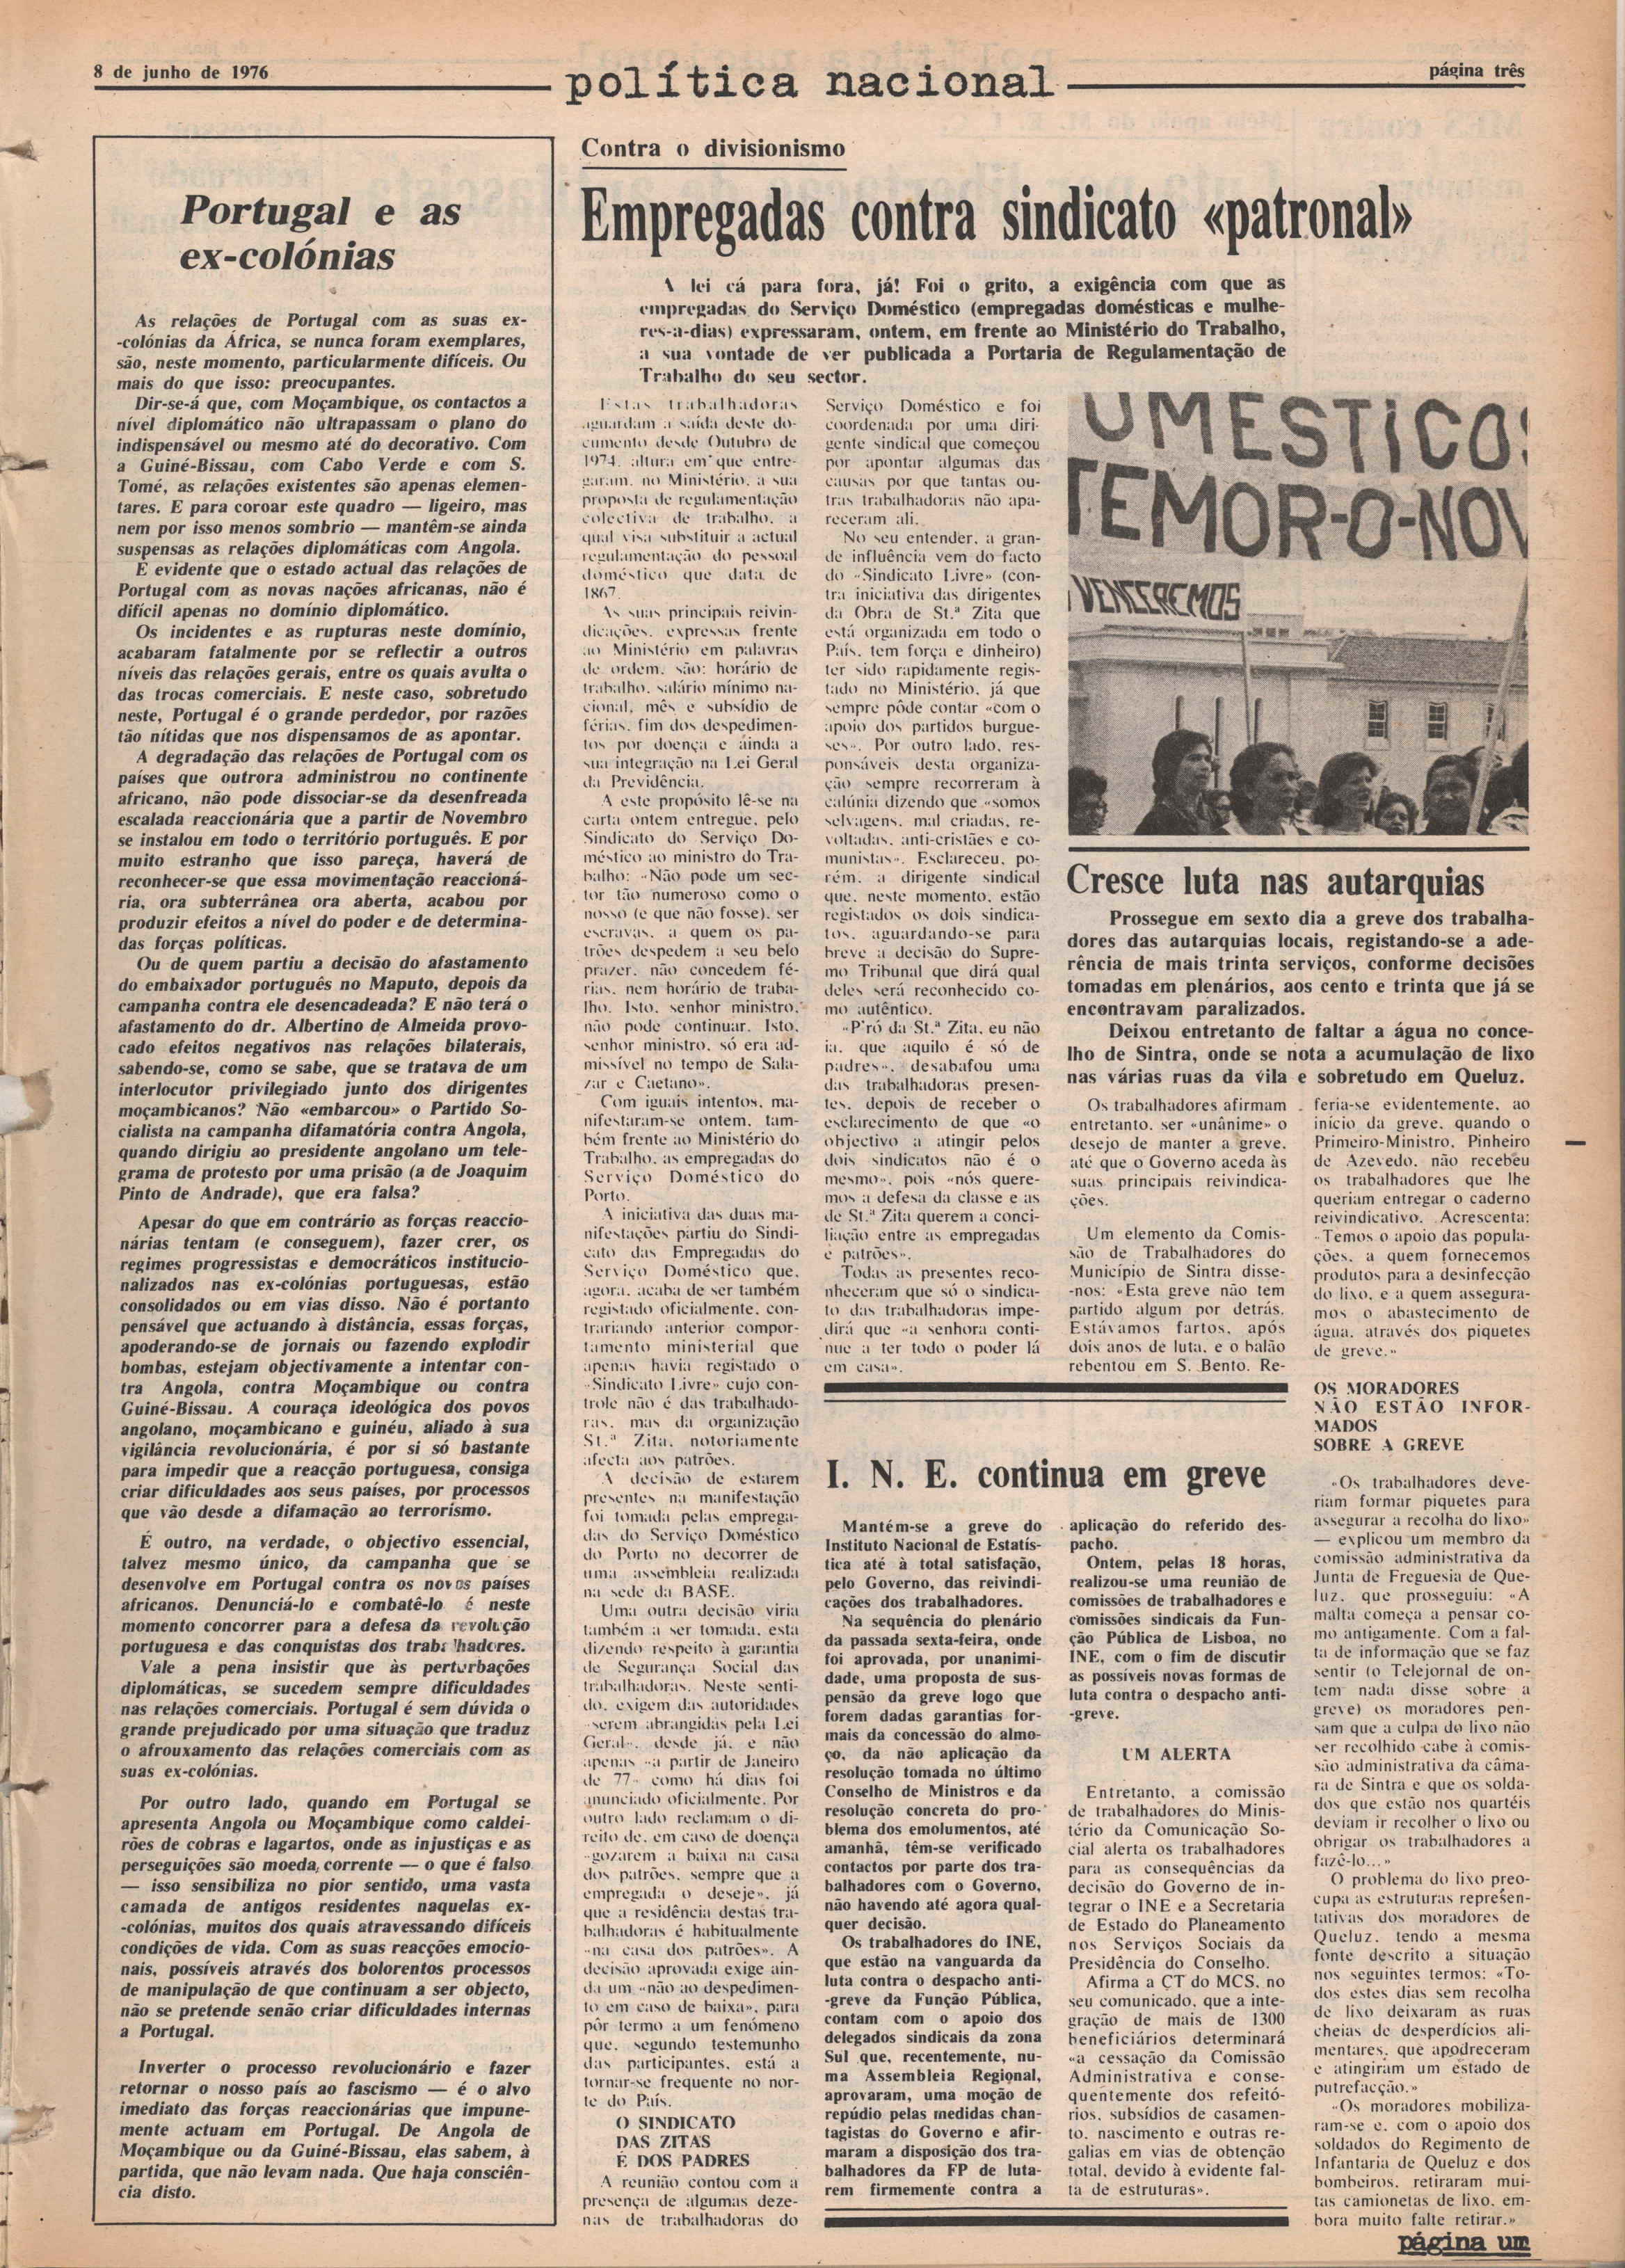 8 de junho de 1976
política nacional
página três
Portugal e as
ex-colónias
As relações de Portugal com as suas ex-
-colónias da África, se nunca foram exemplares,
são, neste momento, particularmente difíceis. Ou
mais do que isso: preocupantes.
Dir-se-á que, com Moçambique, os contactos a
nível diplomático não ultrapassam o plano do
indispensável ou mesmo até do decorativo. Com
a Guiné-Bissau, com Cabo Verde e com S.
Tomé, as relações existentes são apenas elemen-
tares. E para coroar este quadro — ligeiro, mas
nem por isso menos sombrio — mantêm-se ainda
suspensas as relações diplomáticas com Angola.
E evidente que o estado actual das relações de
Portugal com as novas nações africanas, não é
difícil apenas no domínio diplomático.
Os incidentes e as rupturas neste domínio,
acabaram fatalmente por se reflectir a outros
níveis das relações gerais, entre os quais avulta o
das trocas comerciais. E neste caso, sobretudo
neste, Portugal é o grande perdedor, por razões
tão nítidas que nos dispensamos de as apontar.
A degradação das relações de Portugal com os
países que outrora administrou no continente
africano, não pode dissociar-se da desenfreada
escalada reaccionária que a partir de Novembro
se instalou em todo o território português. E por
muito estranho que isso pareça, haverá de
reconhecer-se que essa movimentação reaccioná-
ria, ora subterrânea ora aberta, acabou por
produzir efeitos a nível do poder e de determina-
das forças políticas.
Ou de quem partiu a decisão do afastamento
do embaixador português no Maputo, depois da
campanha contra ele desencadeada? E não terá o
afastamento do dr. Albertino de Almeida provo-
cado efeitos negativos nas relações bilaterais,
sabendo-se, como se sabe, que se tratava de um
interlocutor privilegiado junto dos dirigentes
moçambicanos? Não «embarcou» o Partido So-
cialista na campanha difamatória contra Angola,
quando dirigiu ao presidente angolano um tele-
grama de protesto por uma prisão (a de Joaquim
Pinto de Andrade), que era falsa?
Apesar do que em contrário as forças reaccio-
nárias tentam (e conseguem), fazer crer, os
regimes progressistas e democráticos institucio-
nalizados nas ex-colónias portuguesas, estão
consolidados ou em vias disso. Não é portanto
pensável que actuando à distância, essas forças,
apoderando-se de jornais ou fazendo explodir
bombas, estejam objectivamente a intentar con-
tra Angola, contra Moçambique ou contra
Guiné-Bissau. A couraça ideológica dos povos
angolano, moçambicano e guinéu, aliado à sua
vigilância revolucionária, é por si só bastante
para impedir que a reacção portuguesa, consiga
criar dificuldades aos seus países, por processos
que vão desde a difamação ao terrorismo.
É outro, na verdade, o objectivo essencial,
talvez mesmo único, da campanha que se
desenvolve em Portugal contra os novos países
africanos. Denunciá-lo e combatê-lo é neste
momento concorrer para a defesa da revolução
portuguesa e das conquistas dos trabalhadores.
Vale a pena insistir que às perturbações
diplomáticas, se sucedem sempre dificuldades
nas relações comerciais. Portugal é sem dúvida o
grande prejudicado por uma situação que traduz
o afrouxamento das relações comerciais com as
suas ex-colónias.
Por outro lado, quando em Portugal se
apresenta Angola ou Moçambique como caldei-
rões de cobras e lagartos, onde as injustiças e as
perseguições são moeda corrente — o que é falso
— isso sensibiliza no pior sentido, uma vasta
camada de antigos residentes naquelas ex-
-colónias, muitos dos quais atravessando difíceis
condições de vida. Com as suas reacções emocio-
nais, possíveis através dos bolorentos processos
de manipulação de que continuam a ser objecto,
não se pretende senão criar dificuldades internas
a Portugal.
Inverter o processo revolucionário e fazer
retornar o nosso país ao fascismo — é o alvo
imediato das forças reaccionárias que impune-
mente actuam em Portugal. De Angola de
Moçambique ou da Guiné-Bissau, elas sabem, à
partida, que não levam nada. Que haja consciên-
cia disto.
Contra o divisionismo
Empregadas contra sindicato «patronal»
A lei cá para fora, já! Foi o grito, a exigência com que as
empregadas do Serviço Doméstico (empregadas domésticas e mulhe-
res-a-dias) expressaram, ontem, em frente ao Ministério do Trabalho,
a sua vontade de ver publicada a Portaria de Regulamentação de
Trabalho do seu sector.
Estas trabalhadoras
aguardam a saída deste do-
cumento desde Outubro de
1974, altura em que entre-
garam, no Ministério, a sua
proposta de regulamentação
colectiva de trabalho, a
qual visa substituir a actual
regulamentação do pessoal
doméstico que data de
1867.
As suas principais reivin-
dicações, expressas frente
ao Ministério em palavras
de ordem, são: horário de
trabalho, salário mínimo na-
cional, mês e subsídio de
férias, fim dos despedimen-
tos por doença e ainda a
sua integração na Lei Geral
da Previdência.
A este propósito lê-se na
carta ontem entregue, pelo
Sindicato do Serviço Do-
méstico ao ministro do Tra-
balho: «Não pode um sec-
tor tão numeroso como o
nosso (e que não fosse), ser
escravas, a quem os pa-
trões despedem a seu belo
prazer, não concedem fé-
rias, nem horário de traba-
lho. Isto, senhor ministro,
não pode continuar. Isto,
senhor ministro, só era ad-
missível no tempo de Sala-
zar e Caetano».
Com iguais intentos, ma-
nifestaram-se ontem, tam-
bém frente ao Ministério do
Trabalho, as empregadas do
Serviço Doméstico do
Porto.
A iniciativa das duas ma-
nifestações partiu do Sindi-
cato das Empregadas do
Serviço Doméstico que,
agora, acaba de ser também
registado oficialmente, con-
trariando anterior compor-
tamento ministerial que
apenas havia registado o
«Sindicato Livre» cujo con-
trole não é das trabalhado-
ras, mas da organização
St.ª Zita, notoriamente
afecta aos patrões.
A decisão de estarem
presentes na manifestação
foi tomada pelas emprega-
das do Serviço Doméstico
do Porto no decorrer de
uma assembleia realizada
na sede da BASE.
Uma outra decisão viria
também a ser tomada, esta
dizendo respeito à garantia
de Segurança Social das
trabalhadoras. Neste senti-
do, exigem das autoridades
«serem abrangidas pela Lei
Geral», desde já, e não
apenas «a partir de Janeiro
de 77» como há dias foi
anunciado oficialmente. Por
outro lado reclamam o di-
reito de, em caso de doença
«gozarem a baixa na casa
dos patrões, sempre que a
empregada o deseje», já
que a residência destas tra-
balhadoras é habitualmente
«na casa dos patrões». A
decisão aprovada exige ain-
da um «não ao despedimen-
to em caso de baixa», para
pôr termo a um fenómeno
que, segundo testemunho
das participantes, está a
tornar-se frequente no nor-
te do País.
O SINDICATO
DAS ZITAS
É DOS PADRES
A reunião contou com a
presença de algumas deze-
nas de trabalhadoras do
Serviço Doméstico e foi
coordenada por uma diri-
gente sindical que começou
por apontar algumas das
causas por que tantas ou-
tras trabalhadoras não apa-
receram ali.
No seu entender, a gran-
de influência vem do facto
do «Sindicato Livre» (con-
tra iniciativa das dirigentes
da Obra de St.ª Zita que
está organizada em todo o
País, tem força e dinheiro)
ter sido rapidamente regis-
tado no Ministério, já que
sempre pôde contar «com o
apoio dos partidos burgue-
ses». Por outro lado, res-
ponsáveis desta organiza-
ção sempre recorreram à
calúnia dizendo que «somos
selvagens, mal criadas, re-
voltadas, anti-cristães e co-
munistas». Esclareceu, po-
rém, a dirigente sindical
que, neste momento, estão
registados os dois sindica-
tos, aguardando-se para
breve a decisão do Supre-
mo Tribunal que dirá qual
deles será reconhecido co-
mo autêntico.
«P'ró da St.ª Zita, eu não
ia, que aquilo é só de
padres», desabafou uma
das trabalhadoras presen-
tes, depois de receber o
esclarecimento de que «o
objectivo a atingir pelos
dois sindicatos não é o
mesmo», pois «nós quere-
mos a defesa da classe e as
de St.ª Zita querem a conci-
liação entre as empregadas
e patrões».
Todas as presentes reco-
nheceram que só o sindica-
to das trabalhadoras impe-
dirá que «a senhora conti-
nue a ter todo o poder lá
em casa».
OMESTICOS
TEMOR-O-NOV
VENCEREMOS
Cresce luta nas autarquias
Prossegue em sexto dia a greve dos trabalha-
dores das autarquias locais, registando-se a ade-
rência de mais trinta serviços, conforme decisões
tomadas em plenários, aos cento e trinta que já se
encontravam paralizados.
Deixou entretanto de faltar a água no conce-
lho de Sintra, onde se nota a acumulação de lixo
nas várias ruas da vila e sobretudo em Queluz.
Os trabalhadores afirmam
entretanto, ser «unânime» o
desejo de manter a greve,
até que o Governo aceda às
suas principais reivindica-
ções.
Um elemento da Comis-
são de Trabalhadores do
Município de Sintra disse-
-nos: «Esta greve não tem
partido algum por detrás.
Estávamos fartos, após
dois anos de luta, e o balão
rebentou em S. Bento. Re-
feria-se evidentemente, ao
início da greve, quando o
Primeiro-Ministro, Pinheiro
de Azevedo, não recebeu
os trabalhadores que lhe
queriam entregar o caderno
reivindicativo. Acrescenta:
«Temos o apoio das popula-
ções, a quem fornecemos
produtos para a desinfecção
do lixo, e a quem assegura-
mos o abastecimento de
água, através dos piquetes
de greve.»
OS MORADORES
NÃO ESTÃO INFOR-
MADOS
SOBRE A GREVE
«Os trabalhadores deve-
riam formar piquetes para
assegurar a recolha do lixo»
— explicou um membro da
comissão administrativa da
Junta de Freguesia de Que-
luz, que prosseguiu: «A
malta começa a pensar co-
mo antigamente. Com a fal-
ta de informação que se faz
sentir (o Telejornal de on-
tem nada disse sobre a
greve) os moradores pen-
sam que a culpa do lixo não
ser recolhido cabe à comis-
são administrativa da câma-
ra de Sintra e que os solda-
dos que estão nos quartéis
deviam ir recolher o lixo ou
obrigar os trabalhadores a
fazê-lo...»
O problema do lixo preo-
cupa as estruturas represen-
tativas dos moradores de
Queluz, tendo a mesma
fonte descrito a situação
nos seguintes termos: «To-
dos estes dias sem recolha
de lixo deixaram as ruas
cheias de desperdícios ali-
mentares, que apodreceram
e atingiram um estado de
putrefacção.»
«Os moradores mobiliza-
ram-se e, com o apoio dos
soldados do Regimento de
Infantaria de Queluz e dos
bombeiros, retiraram mui-
tas camionetas de lixo, em-
bora muito falte retirar.»
I. N. E. continua em greve
Mantém-se a greve do
Instituto Nacional de Estatís-
tica até à total satisfação,
pelo Governo, das reivindi-
cações dos trabalhadores.
Na sequência do plenário
da passada sexta-feira, onde
foi aprovada, por unanimi-
dade, uma proposta de sus-
pensão da greve logo que
forem dadas garantias for-
mais da concessão do almo-
ço, da não aplicação da
resolução tomada no último
Conselho de Ministros e da
resolução concreta do pro-
blema dos emolumentos, até
amanhã, têm-se verificado
contactos por parte dos tra-
balhadores com o Governo,
não havendo até agora qual-
quer decisão.
Os trabalhadores do INE,
que estão na vanguarda da
luta contra o despacho anti-
-greve da Função Pública,
contam com o apoio dos
delegados sindicais da zona
Sul que, recentemente, nu-
ma Assembleia Regional,
aprovaram, uma moção de
repúdio pelas medidas chan-
tagistas do Governo e afir-
maram a disposição dos tra-
balhadores da FP de luta-
rem firmemente contra a
aplicação do referido des-
pacho.
Ontem, pelas 18 horas,
realizou-se uma reunião de
comissões de trabalhadores e
comissões sindicais da Fun-
ção Pública de Lisboa, no
INE, com o fim de discutir
as possíveis novas formas de
luta contra o despacho anti-
-greve.
UM ALERTA
Entretanto, a comissão
de trabalhadores do Minis-
tério da Comunicação So-
cial alerta os trabalhadores
para as consequências da
decisão do Governo de in-
tegrar o INE e a Secretaria
de Estado do Planeamento
nos Serviços Sociais da
Presidência do Conselho.
Afirma a CT do MCS, no
seu comunicado, que a inte-
gração de mais de 1300
beneficiários determinará
«a cessação da Comissão
Administrativa e conse-
quentemente dos refeitó-
rios, subsídios de casamen-
to, nascimento e outras re-
galias em vias de obtenção
total, devido à evidente fal-
ta de estruturas».
página um